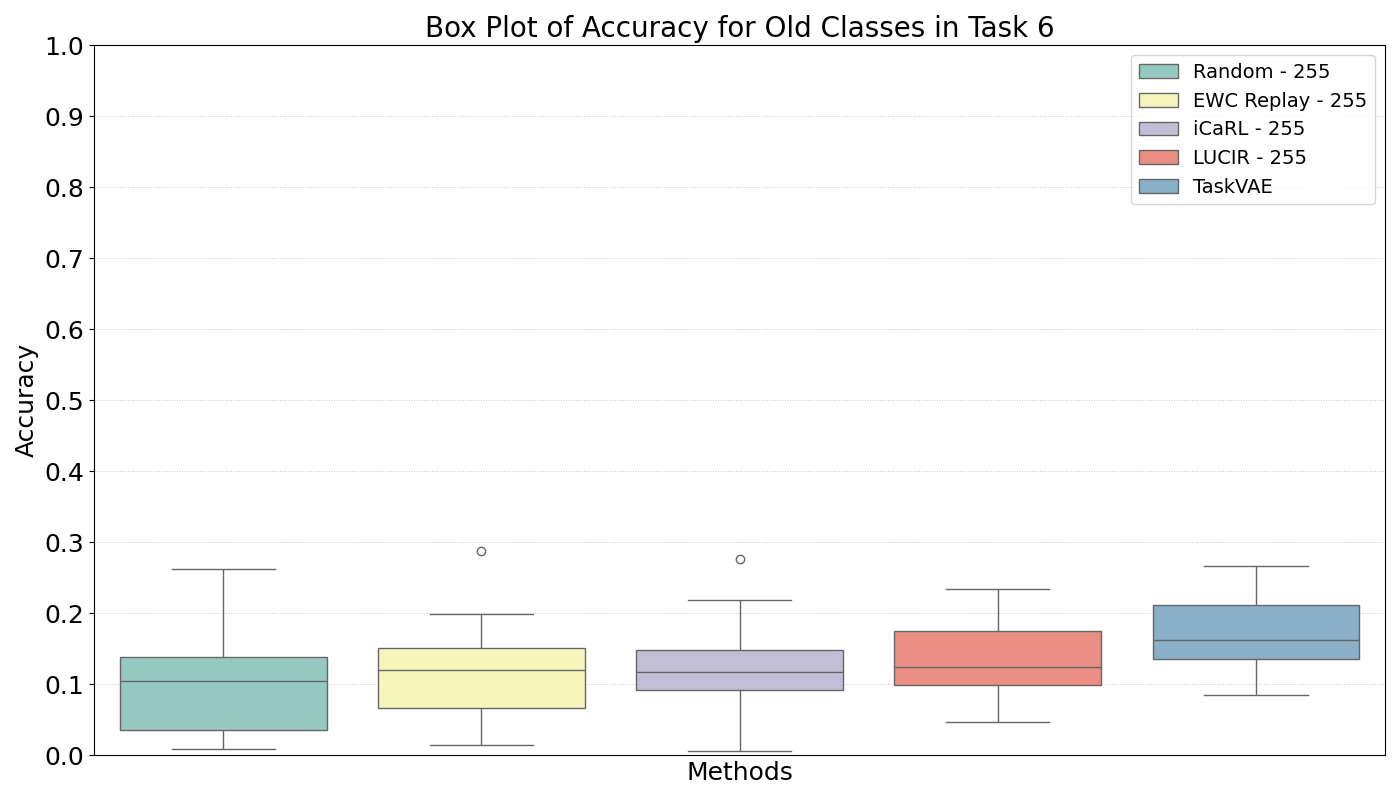 Box Plot of Accuracy for Old Classes in Task 6
1.0
0.9
0.8
0.7
0.6
0.5
0.4
0.3
0.2
0.1
0.0
Accuracy
Methods
Random - 255
EWC Replay - 255
iCaRL - 255
LUCIR - 255
TaskVAE